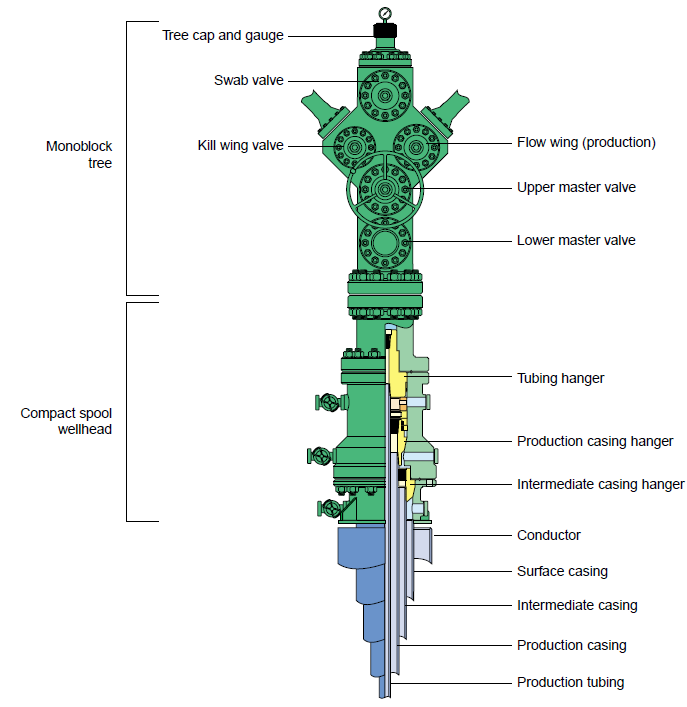 Tree cap and gauge
Swab valve
Kill wing valve
Monoblock
tree
Flow wing (production)
Upper master valve
Lower master valve
Compact spool
wellhead
Tubing hanger
Production casing hanger
Intermediate casing hanger
Conductor
Surface casing
Intermediate casing
Production casing
Production tubing